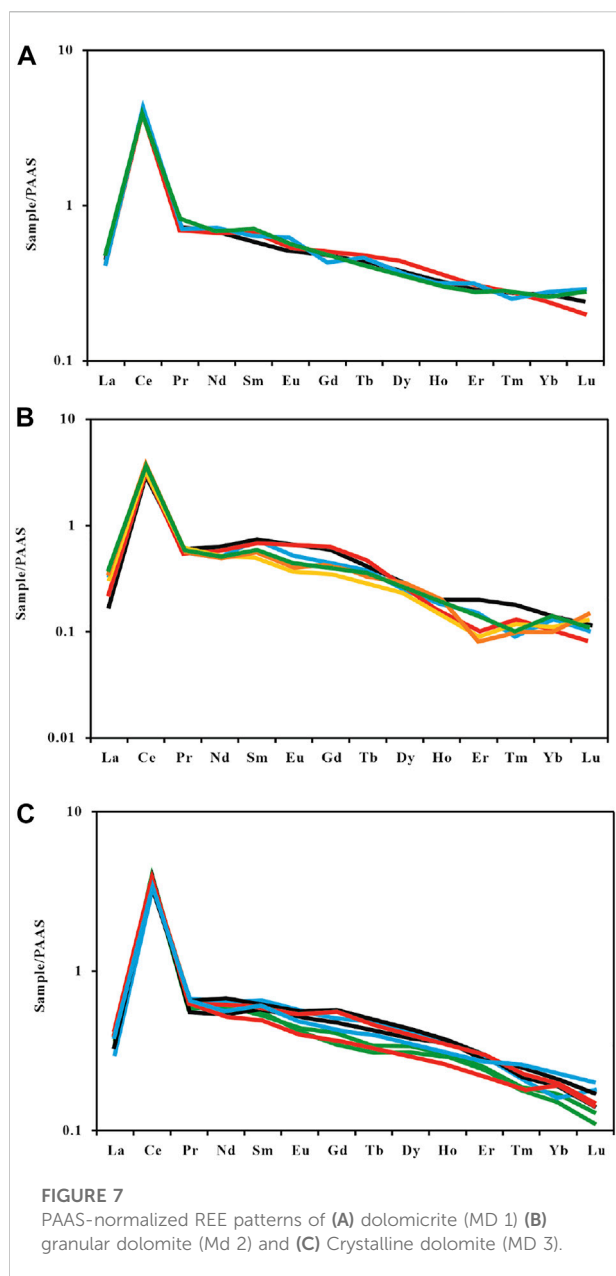 A
10
1
0.1
Sample/PAAS
La Ce Pr Nd Sm Eu Gd Tb Dy Ho Er Tm Yb Lu
B
10
1
0.1
0.01
Sample/PAAS
La Ce Pr Nd Sm Eu Gd Tb Dy Ho Er Tm Yb Lu
C
10
1
0.1
Sample/PAAS
La Ce Pr Nd Sm Eu Gd Tb Dy Ho Er Tm Yb Lu
FIGURE 7
PAAS-normalized REE patterns of (A) dolomicrite (MD 1) (B)
granular dolomite (Md 2) and (C) Crystalline dolomite (MD 3).